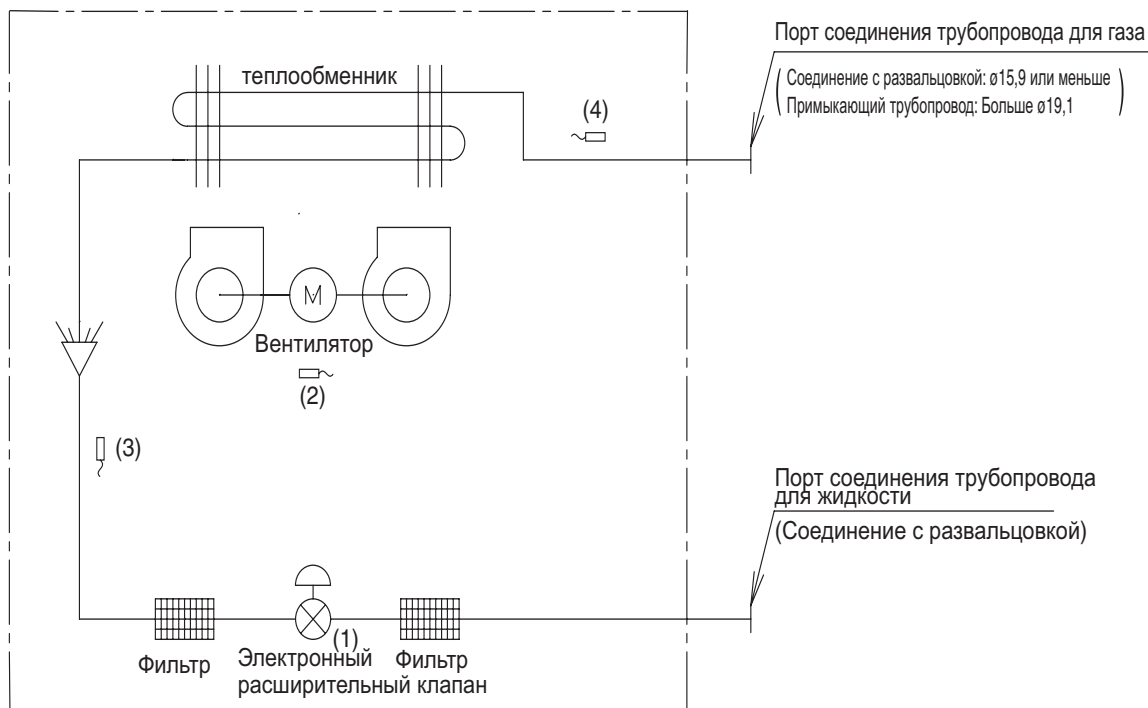 Порт соединения трубопровода для газа
( Соединение с развальцовкой: ø15,9 или меньше
Примыкающий трубопровод: Больше ø19,1 )
теплообменник
(4)
M
Вентилятор
(2)
(3)
Порт соединения трубопровода
для жидкости
(Соединение с развальцовкой)
(1)
Фильтр
Электронный
расширительный клапан
Фильтр